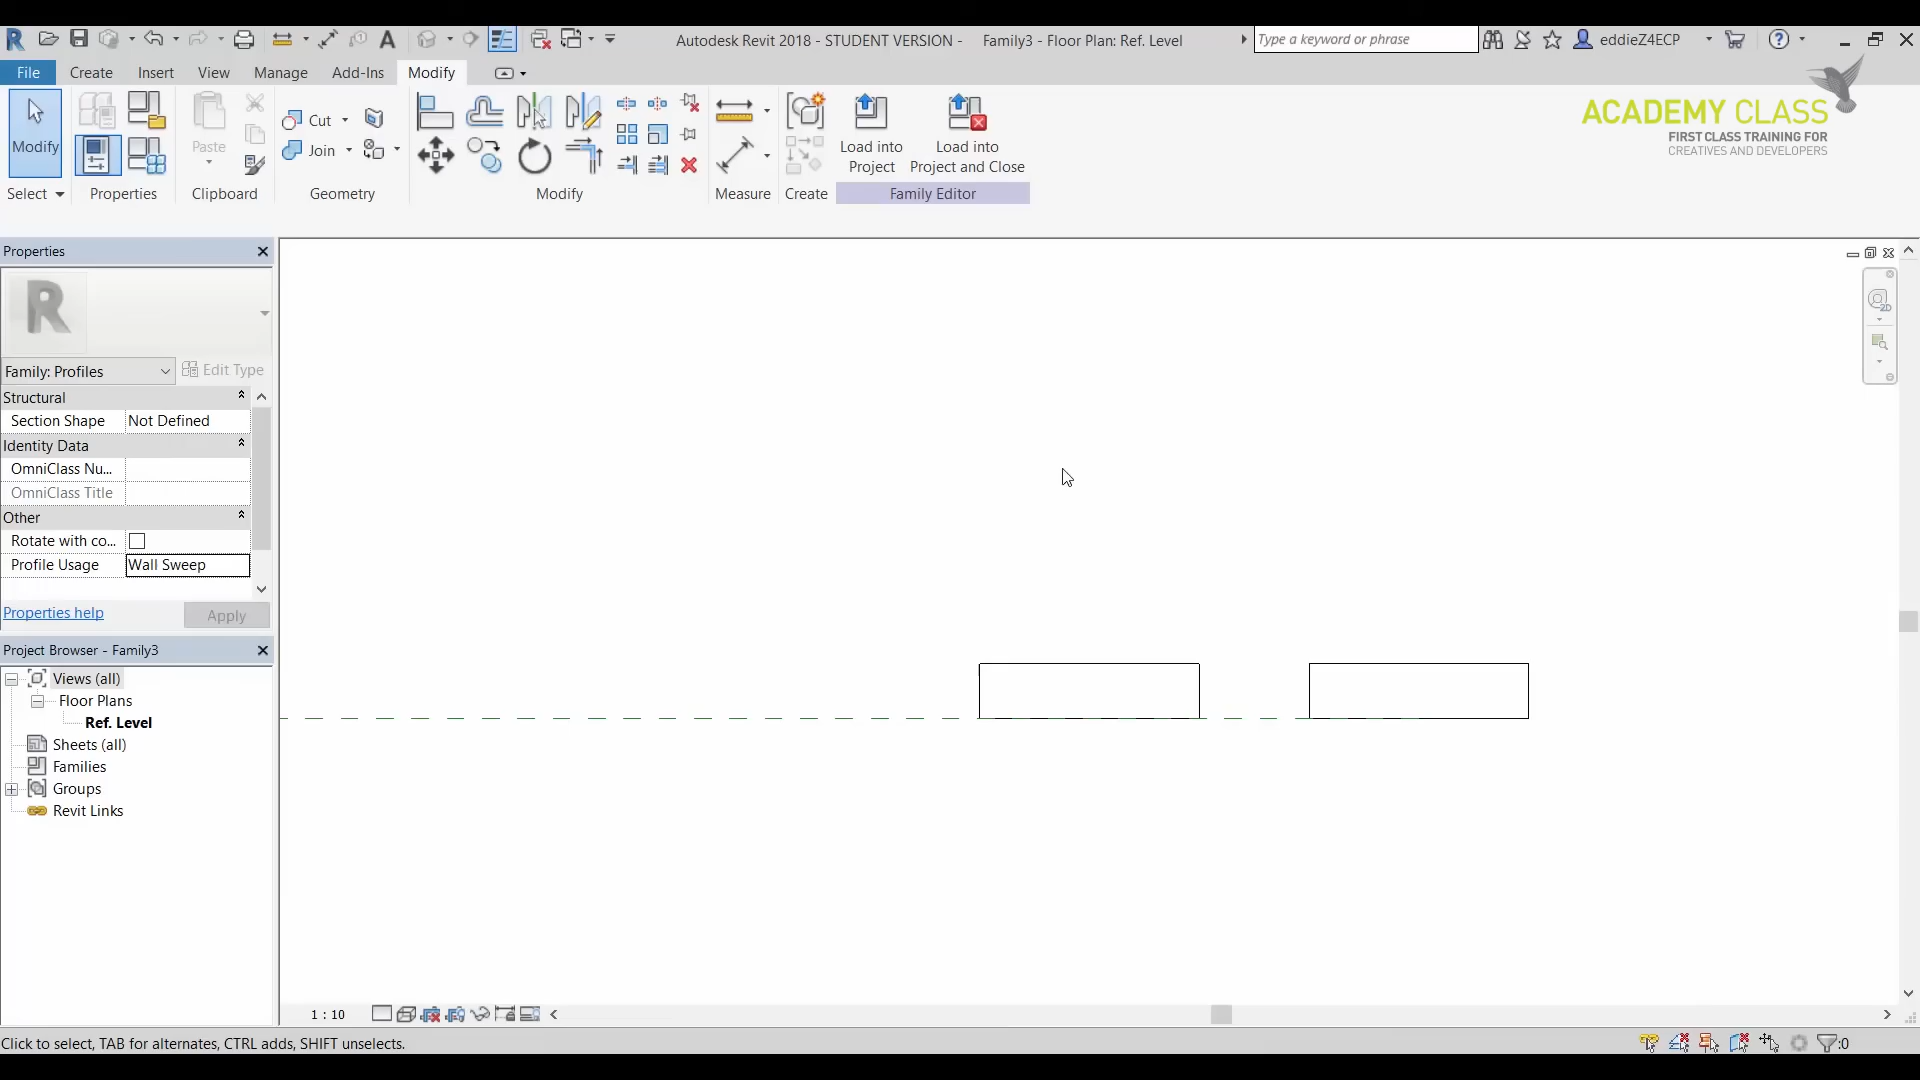 Autodesk Revit 2018 - STUDENT VERSION - Family3 - Floor Plan: Ref. Level
Type a keyword or phrase
eddieZ4ECP
File Create Insert View Manage Add-Ins Modify
ACADEMY CLASS
FIRST CLASS TRAINING FOR
CREATIVES AND DEVELOPERS
Modify
Paste
Cut
Join
Load into
Project
Load into
Project and Close
Select Properties Clipboard Geometry Modify Measure Create Family Editor
Properties
R
Family: Profiles Edit Type
Structural
Section Shape Not Defined
Identity Data
OmniClass Nu...
OmniClass Title
Other
Rotate with co...
Profile Usage Wall Sweep
Properties help Apply
Project Browser - Family3
Views (all)
Floor Plans
Ref. Level
Sheets (all)
Families
Groups
Revit Links
2D
1 : 10
Click to select, TAB for alternates, CTRL adds, SHIFT unselects.
:0